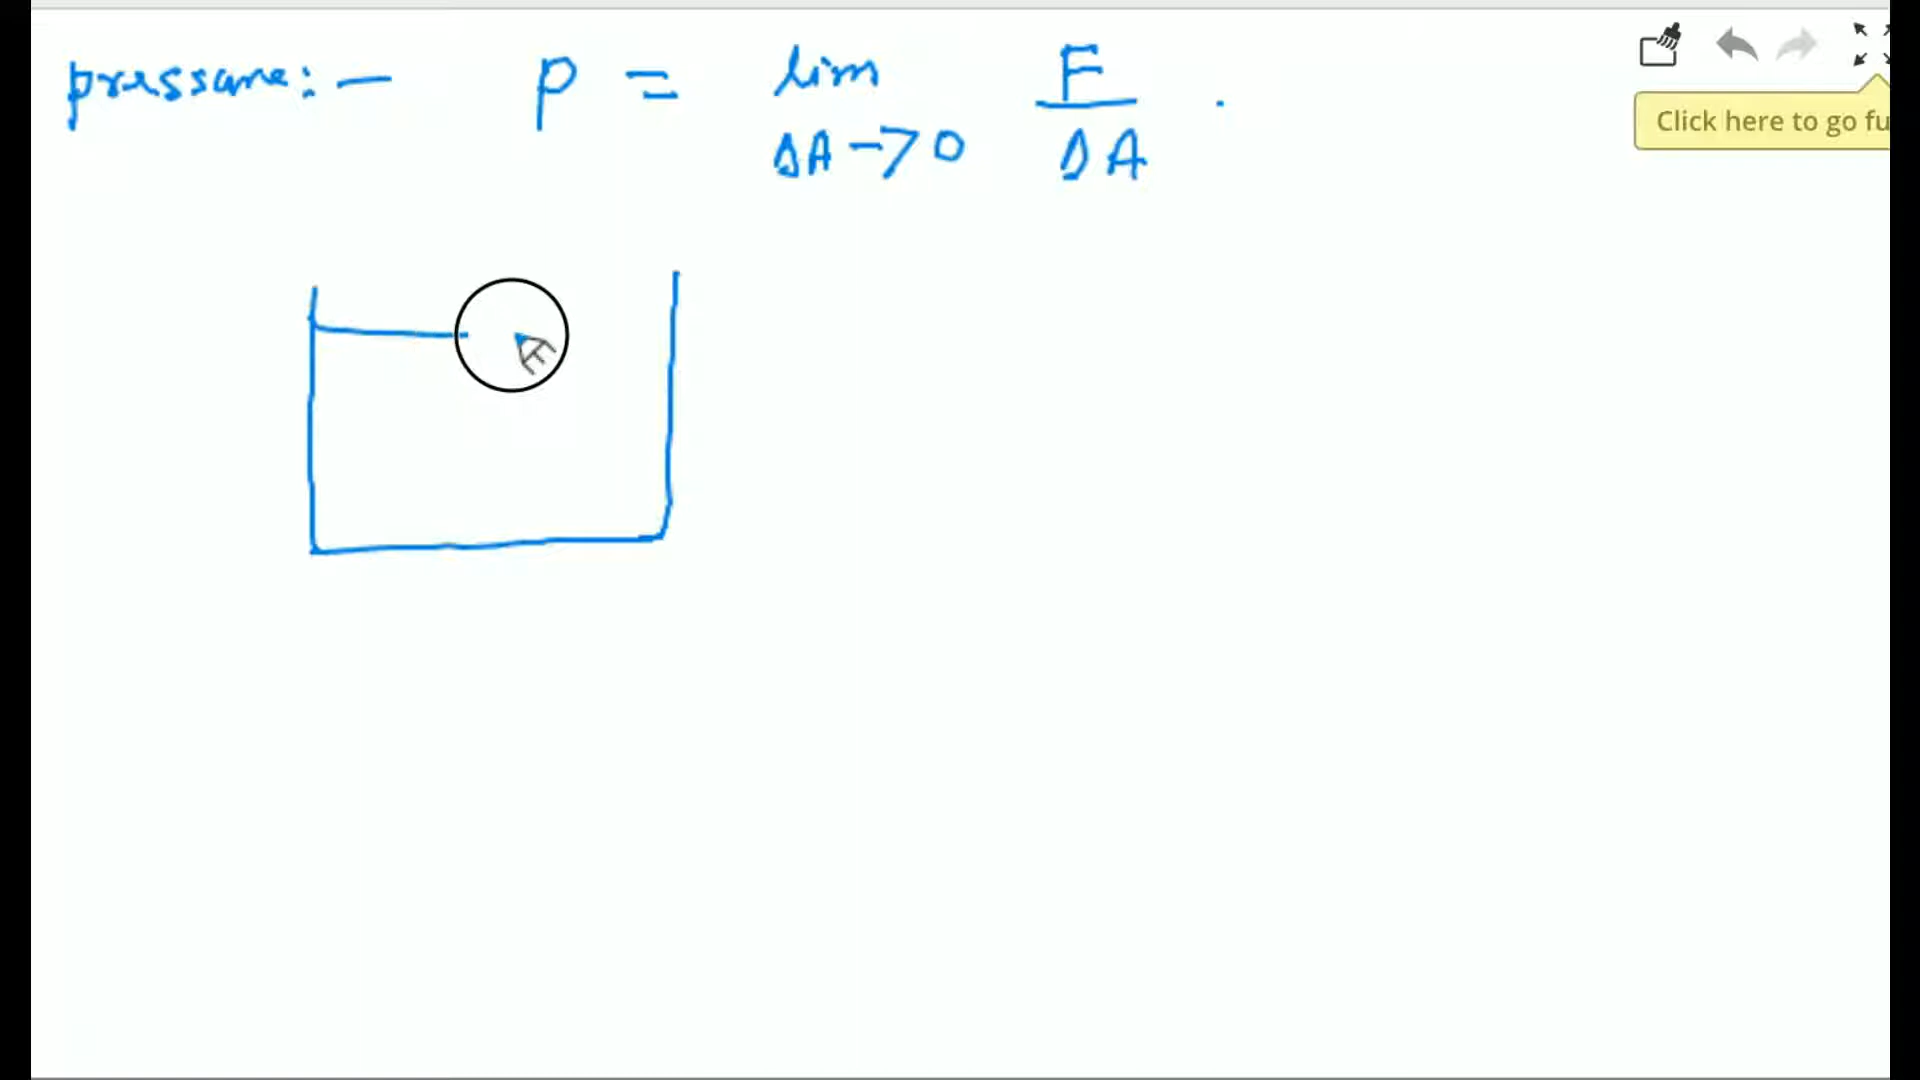 pressure:- P = lim F
ΔA→0 ΔA .
Click here to go fu